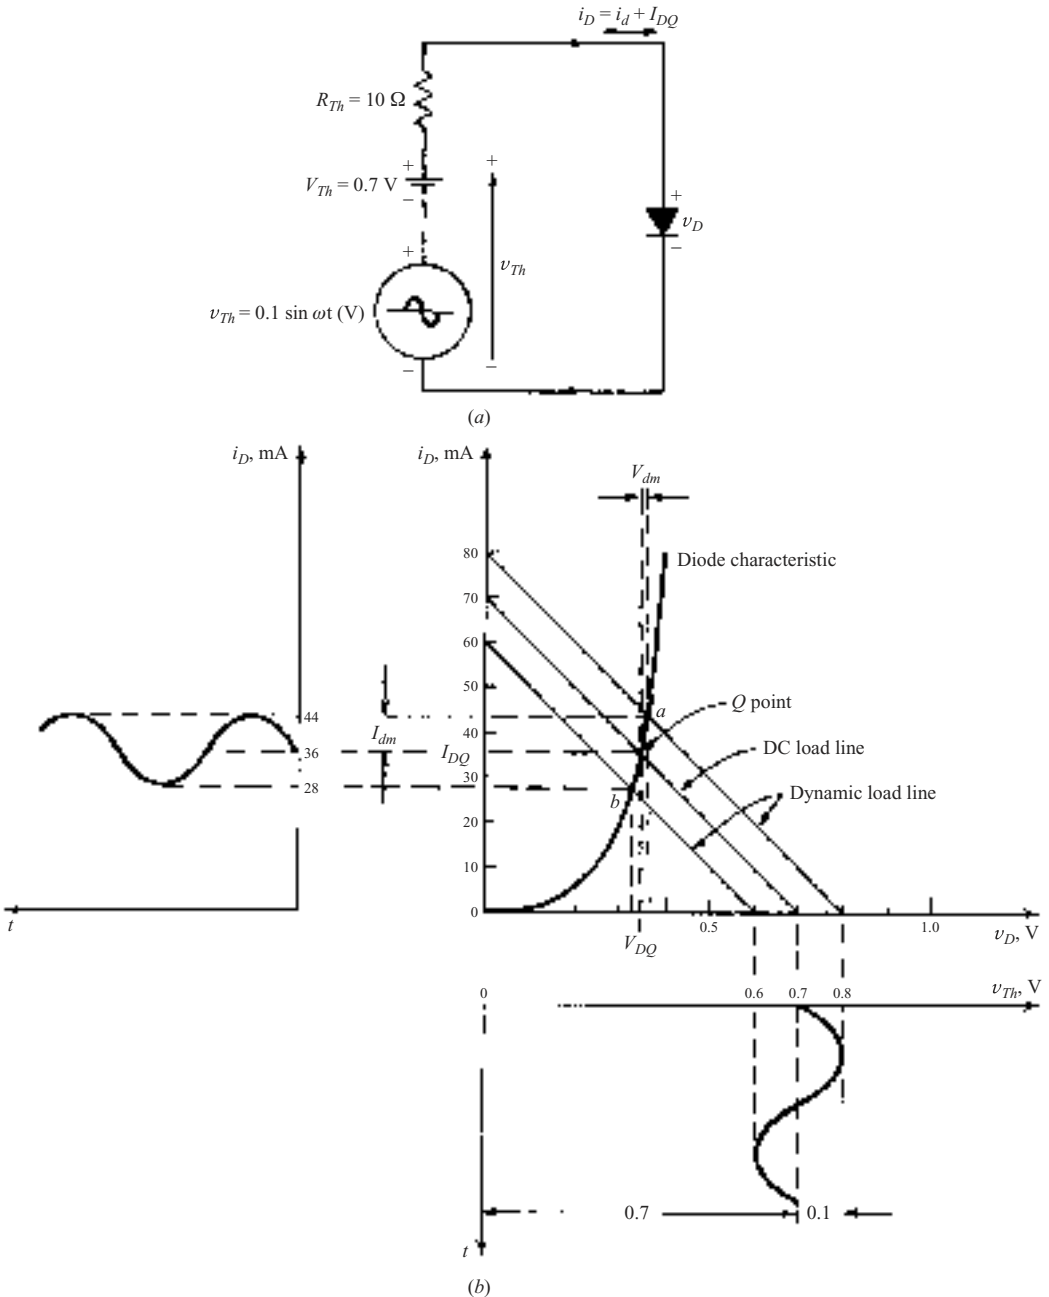 i_D = i_d + I_DQ
R_Th = 10 Ω
+
+
V_Th = 0.7 V
−
+
+
v_D
−
v_Th
v_Th = 0.1 sin ωt (V)
−
−
(a)
i_D, mA
i_D, mA
V_dm
80
Diode characteristic
70
60
50
a
Q point
44
40
I_dm
36
I_DQ
DC load line
30
28
b
Dynamic load line
20
10
0
t
0.5
1.0
v_D, V
V_DQ
0
0.6
0.7
0.8
v_Th, V
0.7
0.1
t
(b)